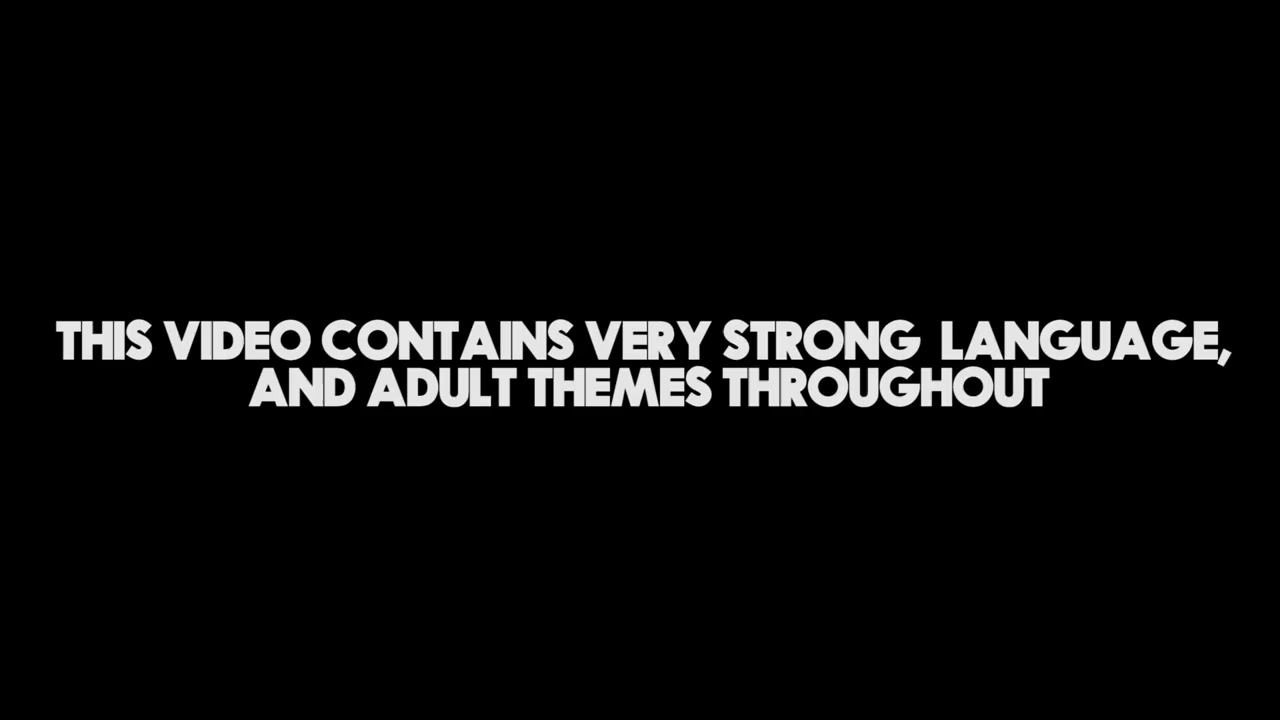 THIS VIDEO CONTAINS VERY STRONG LANGUAGE,
AND ADULT THEMES THROUGHOUT